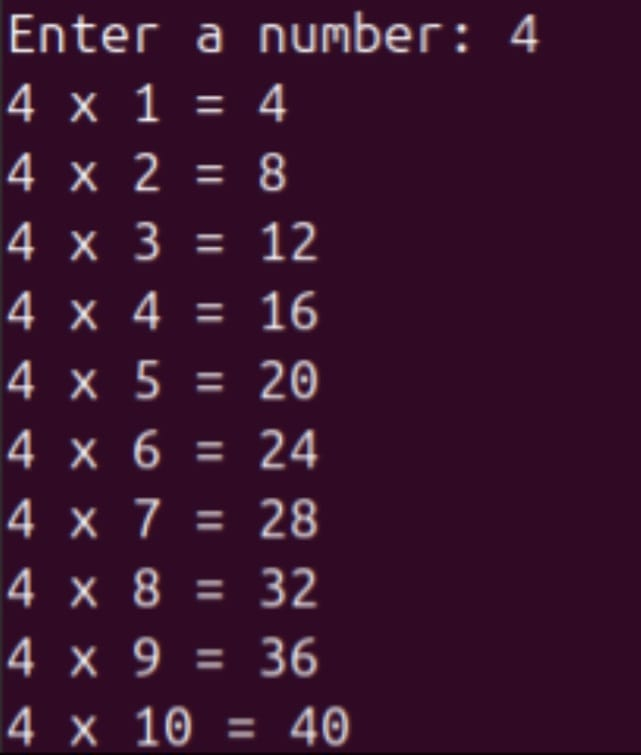 Enter a number: 4
4 x 1 = 4
4 x 2 = 8
4 x 3 = 12
4 x 4 = 16
4 x 5 = 20
4 x 6 = 24
4 x 7 = 28
4 x 8 = 32
4 x 9 = 36
4 x 10 = 40